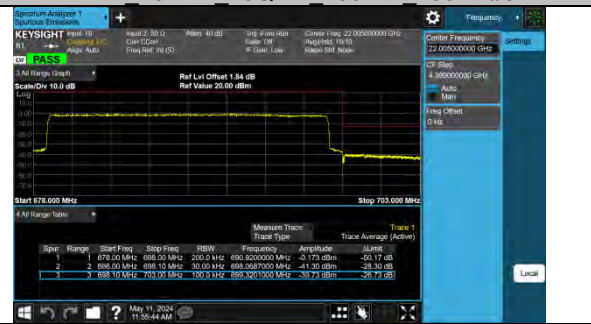 Spectrum Analyzer 1
Spurious Emissions
+
Frequency
KEYSIGHT Input: RF
Input Z: 50 Ω
Atten: 40 dB
Trig: Free Run
Center Freq: 22.005000000 GHz
Corr CCorr
Gate: Off
Avg|Hold: 10/10
Align: Auto
Freq Ref: Int (S)
IF Gain: Low
Radio Std: None
PASS
Center Frequency
22.005000000 GHz
Settings
CF Step
4.399000000 GHz
Auto
Man
Freq Offset
0 Hz
3 All Range Graph
Ref Lvl Offset 1.84 dB
Scale/Div 10.0 dB
Ref Value 20.00 dBm
Log
Start 678.000 MHz
Stop 703.000 MHz
4 All Range Table
Measure Trace
Trace 1
Trace Type
Trace Average (Active)
Spur Range Start Freq Stop Freq RBW Frequency Amplitude ΔLimit
1 1 678.00 MHz 698.00 MHz 200.0 kHz 690.9200000 MHz -0.173 dBm -50.17 dB
2 2 698.00 MHz 698.10 MHz 30.00 kHz 698.0687000 MHz -41.30 dBm -28.30 dB
3 3 698.10 MHz 703.00 MHz 100.0 kHz 699.3201000 MHz -39.73 dBm -26.73 dB
Local
? May 11, 2024
11:55:44 AM